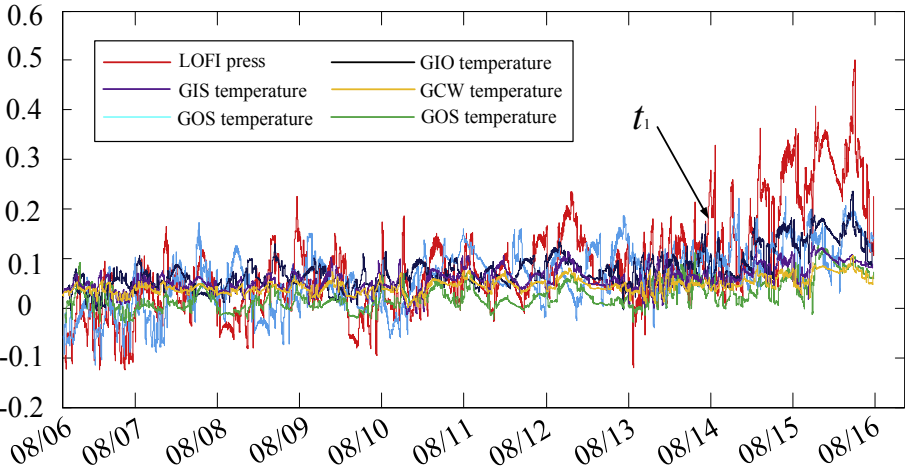 0.6
0.5
0.4
0.3
0.2
0.1
0
-0.1
-0.2
LOFI press
GIO temperature
GIS temperature
GCW temperature
GOS temperature
GOS temperature
t1
08/06
08/07
08/08
08/09
08/10
08/11
08/12
08/13
08/14
08/15
08/16